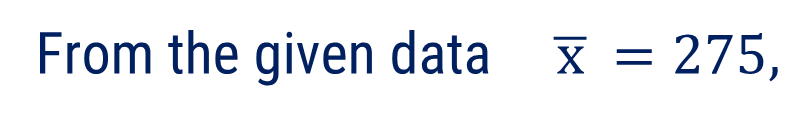 From the given data x̅ = 275,